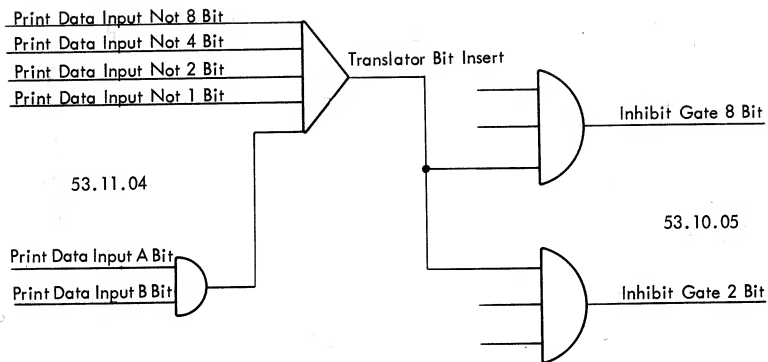 Print Data Input Not 8 Bit
Print Data Input Not 4 Bit
Print Data Input Not 2 Bit
Print Data Input Not 1 Bit
Translator Bit Insert
Inhibit Gate 8 Bit
53.11.04
53.10.05
Print Data Input A Bit
Print Data Input B Bit
Inhibit Gate 2 Bit